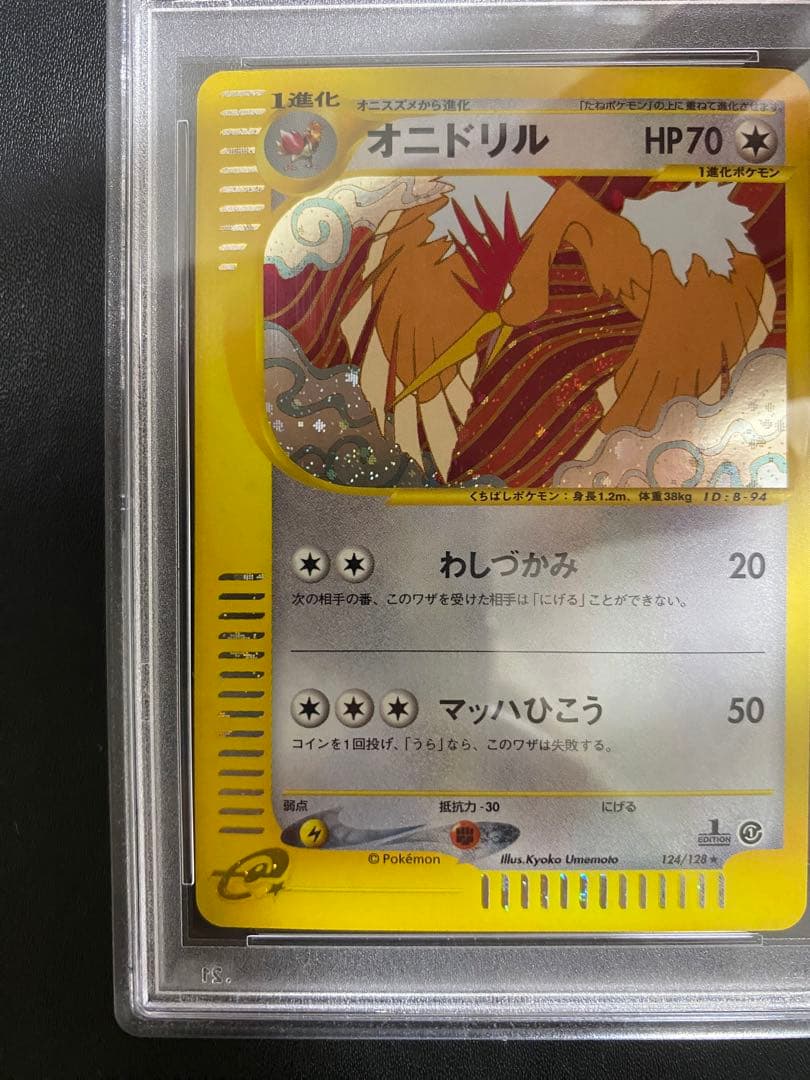 1進化 オニスズメから進化 「たねポケモン」の上に重ねて進化させます。
オニドリル HP70
1進化ポケモン
くちばしポケモン：身長1.2m、体重38kg ID：B-94
わしづかみ 20
次の相手の番、このワザを受けた相手は「にげる」ことができない。
マッハひこう 50
コインを1回投げ、「うら」なら、このワザは失敗する。
弱点 抵抗力-30 にげる
1
EDITION
©Pokémon Illus.Kyoko Umemoto 124/128★